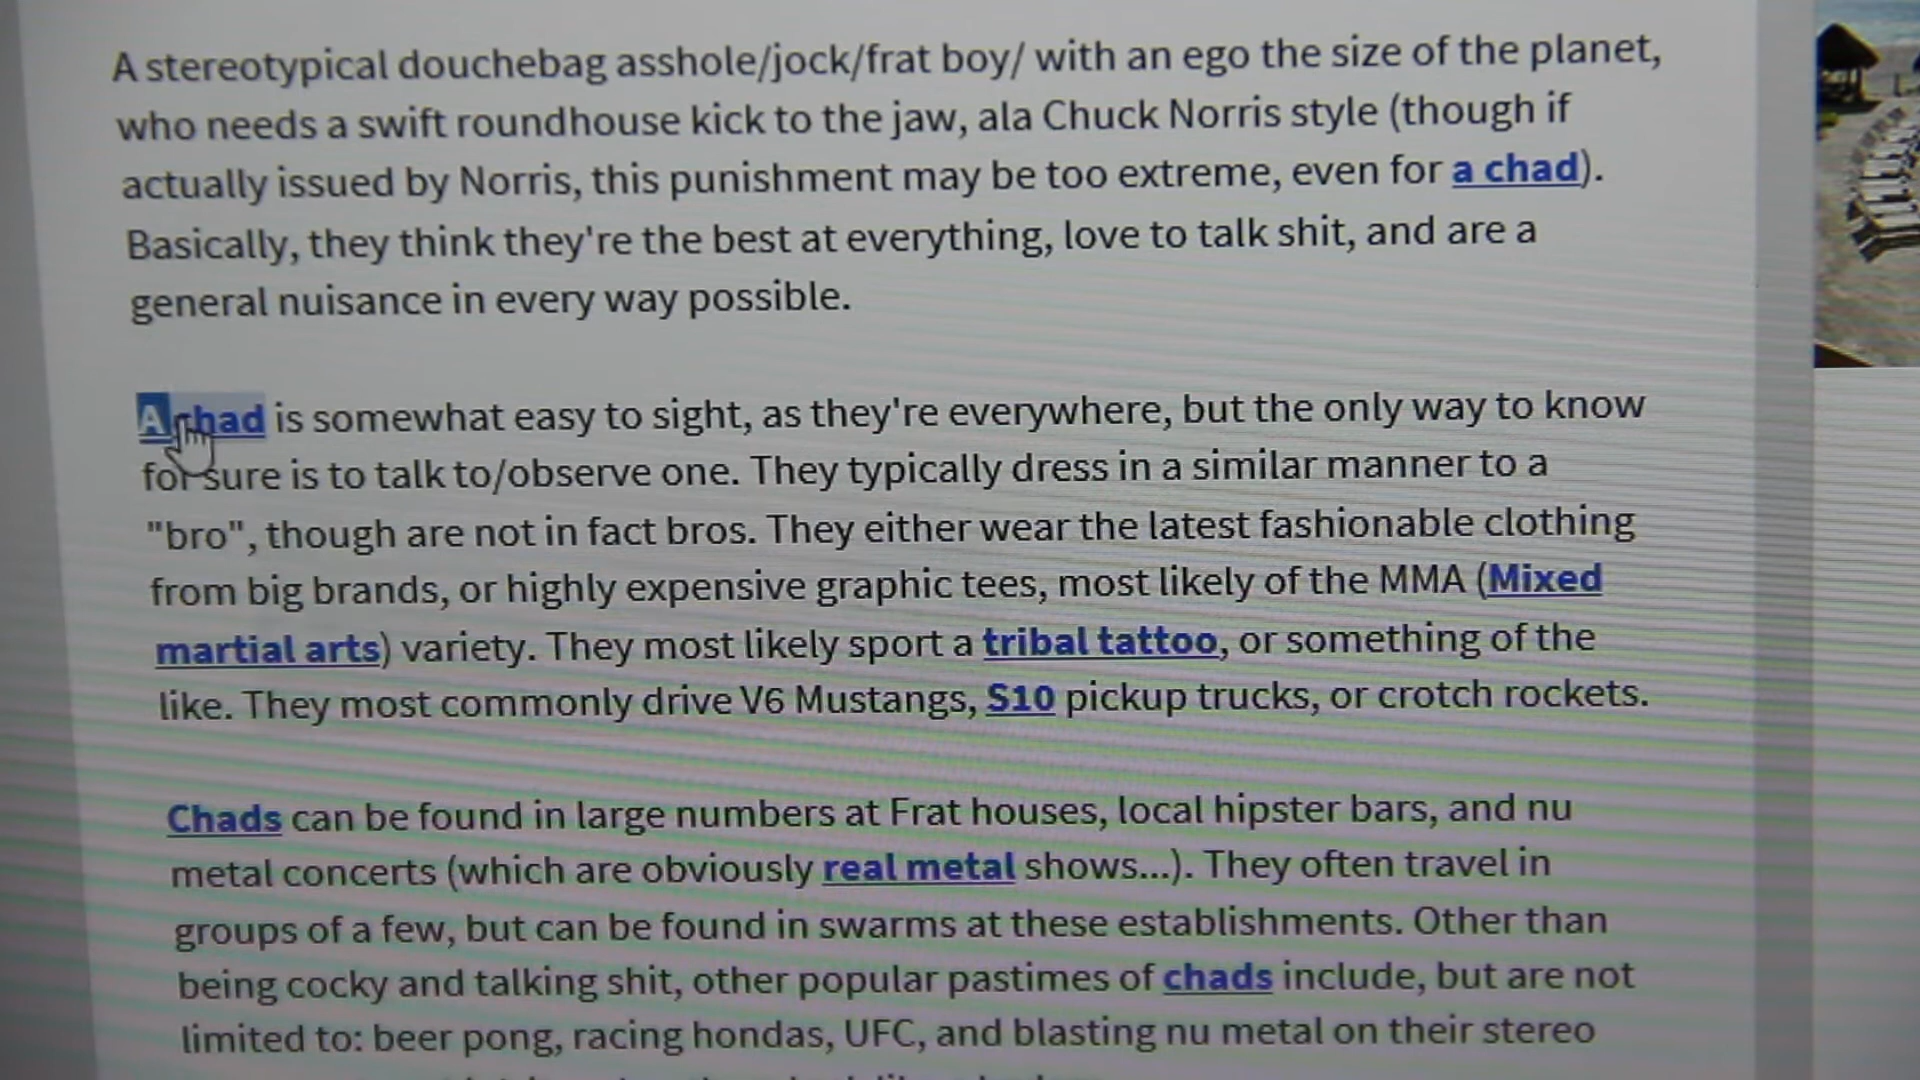 A stereotypical douchebag asshole/jock/frat boy/ with an ego the size of the planet,
who needs a swift roundhouse kick to the jaw, ala Chuck Norris style (though if
actually issued by Norris, this punishment may be too extreme, even for a chad).
Basically, they think they're the best at everything, love to talk shit, and are a
general nuisance in every way possible.
A chad is somewhat easy to sight, as they're everywhere, but the only way to know
for sure is to talk to/observe one. They typically dress in a similar manner to a
"bro", though are not in fact bros. They either wear the latest fashionable clothing
from big brands, or highly expensive graphic tees, most likely of the MMA (Mixed
martial arts) variety. They most likely sport a tribal tattoo, or something of the
like. They most commonly drive V6 Mustangs, S10 pickup trucks, or crotch rockets.
Chads can be found in large numbers at Frat houses, local hipster bars, and nu
metal concerts (which are obviously real metal shows...). They often travel in
groups of a few, but can be found in swarms at these establishments. Other than
being cocky and talking shit, other popular pastimes of chads include, but are not
limited to: beer pong, racing hondas, UFC, and blasting nu metal on their stereo